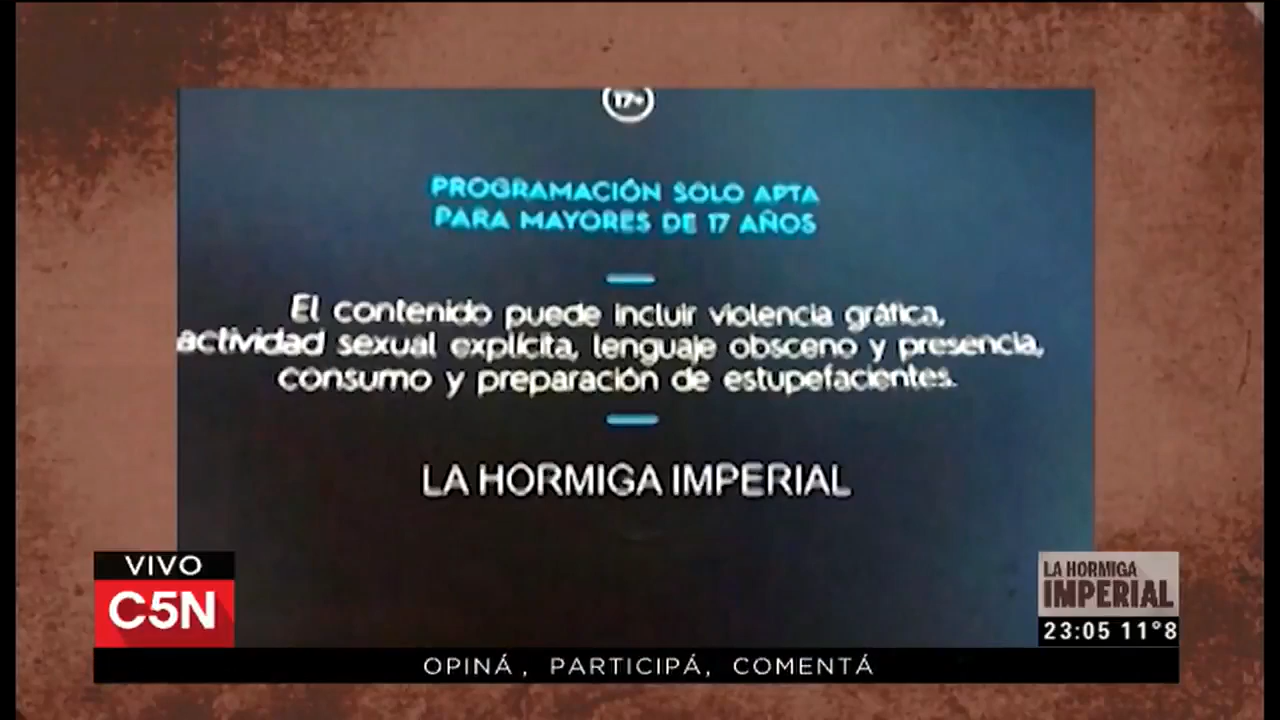 17+
PROGRAMACIÓN SOLO APTA
PARA MAYORES DE 17 AÑOS
El contenido puede incluir violencia gráfica,
actividad sexual explícita, lenguaje obsceno y presencia,
consumo y preparación de estupefacientes.
LA HORMIGA IMPERIAL
VIVO
C5N
LA HORMIGA
IMPERIAL
23:05 11°8
OPINÁ, PARTICIPÁ, COMENTÁ